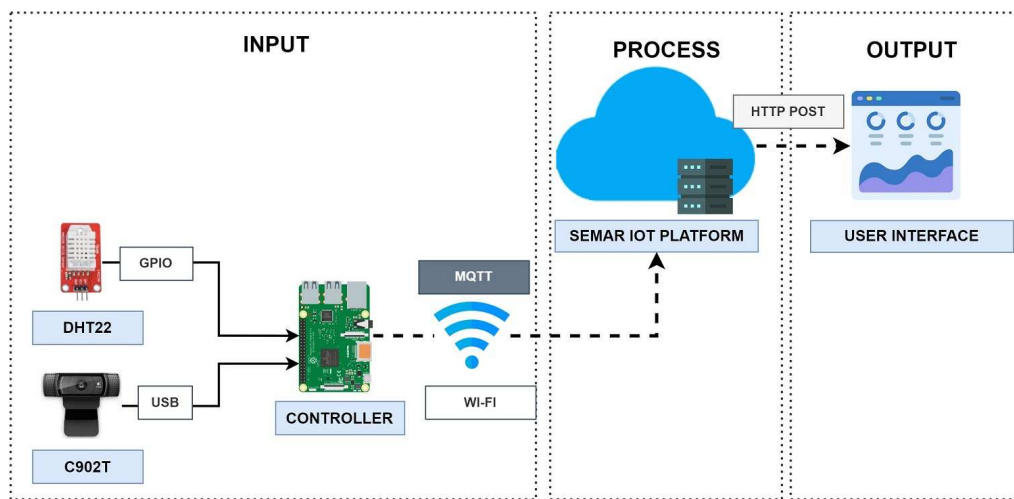 INPUT
PROCESS
OUTPUT
HTTP POST
SEMAR IOT PLATFORM
USER INTERFACE
GPIO
DHT22
MQTT
USB
C902T
CONTROLLER
WI-FI